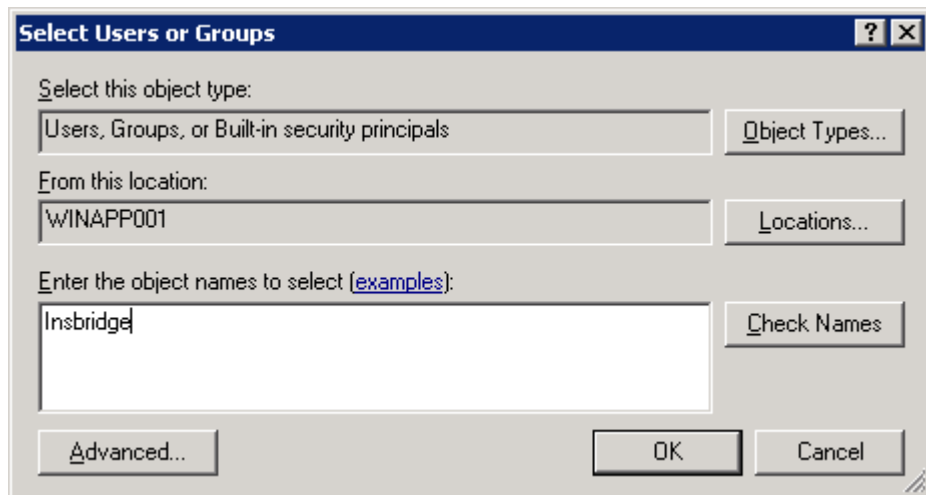 Select Users or Groups
Select this object type:
Users, Groups, or Built-in security principals
Object Types...
From this location:
WINAPP001
Locations...
Enter the object names to select (examples):
Insbridge
Check Names
Advanced...
OK
Cancel